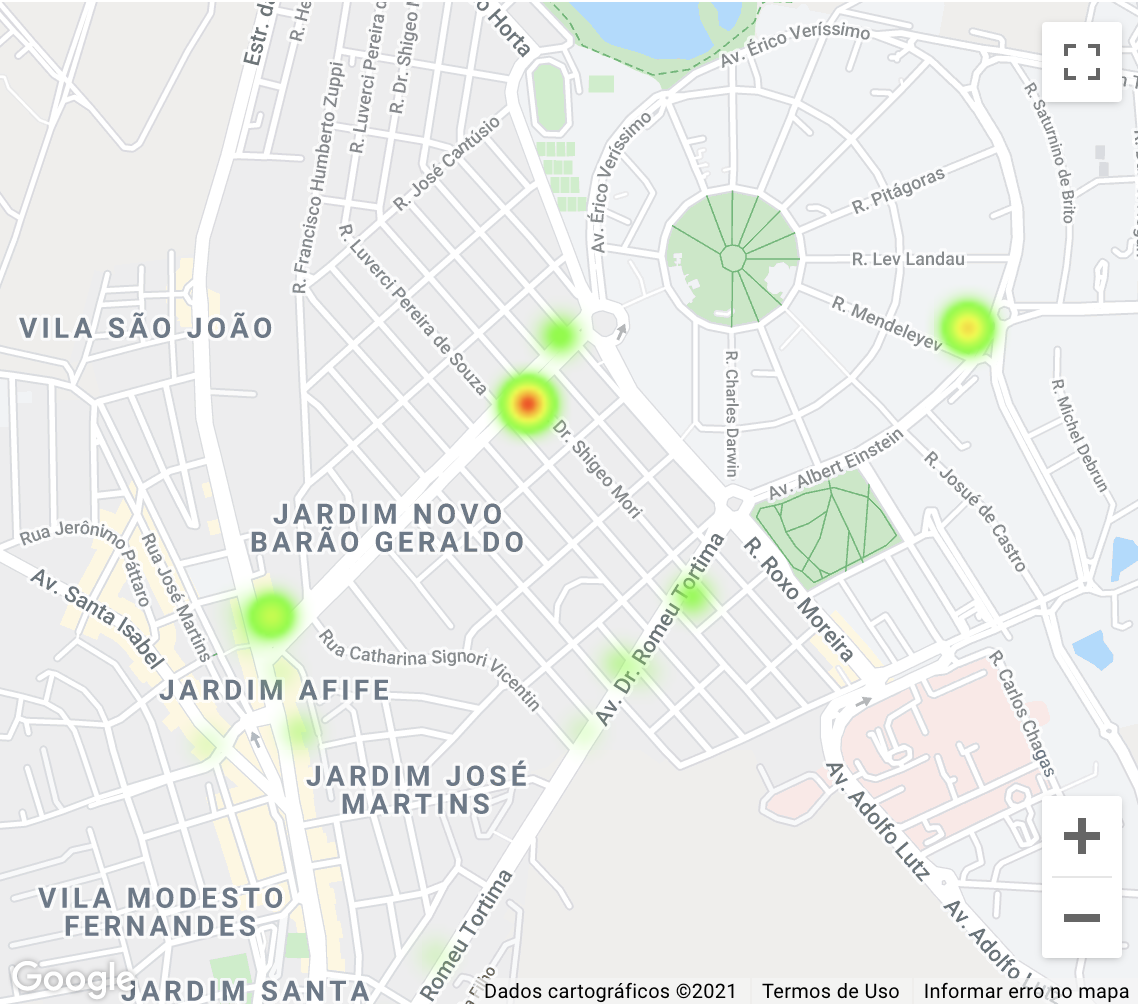 Estr. da
R. He
R. Luverci Pereira d
R. Dr. Shigeo M
o Horta
Av. Érico Veríssimo
R. Francisco Humberto Zuppi
R. José Cantúsio
Av. Érico Veríssimo
R. Saturnino de Brito
R. Pitágoras
R. Luverci Pereira de Souza
R. Lev Landau
VILA SÃO JOÃO
R. Mendeleyev
R. Charles Darwin
R. Michel Debrun
Dr. Shigeo Mori
Av. Albert Einstein
R. Josué de Castro
JARDIM NOVO
BARÃO GERALDO
Rua Jerônimo Páttaro
Rua José Martins
Av. Santa Isabel
Av. Dr. Romeu Tortima
R. Roxo Moreira
Rua Catharina Signori Vicentin
R. Carlos Chagas
JARDIM AFIFE
JARDIM JOSÉ
MARTINS
Av. Adolfo Lutz
VILA MODESTO
FERNANDES
Romeu Tortima
Av. Adolfo Lu
a Filho
Google
JARDIM SANTA
Dados cartográficos ©2021
Termos de Uso
Informar erro no mapa